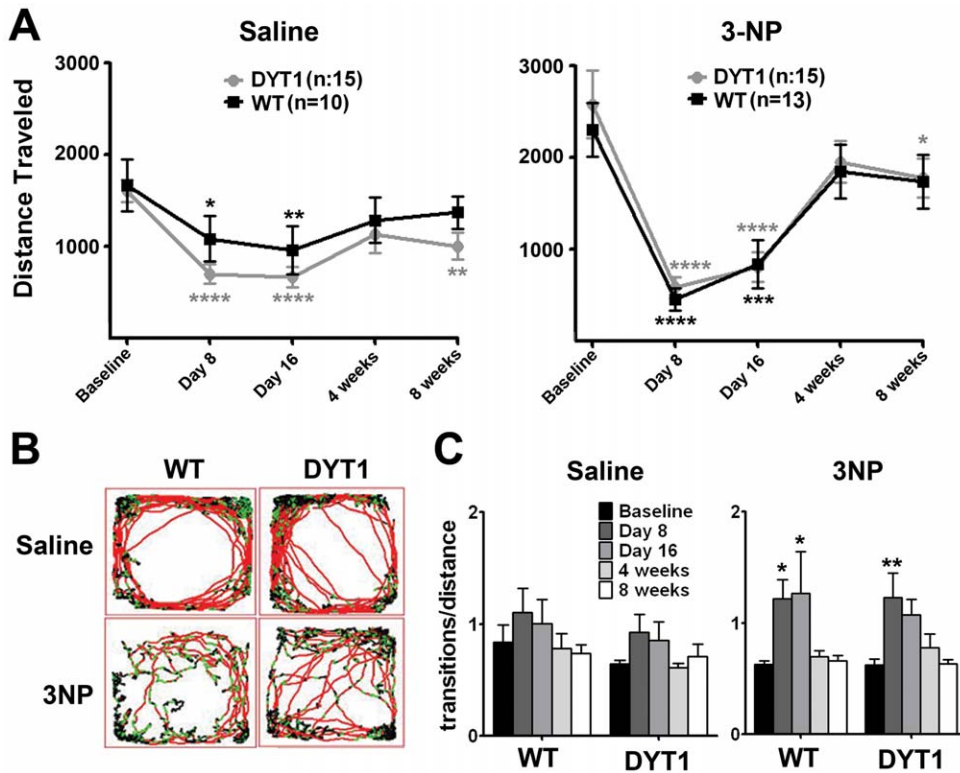 A
Saline
3-NP
Distance Traveled
3000
2000
1000
DYT1 (n:15)
WT (n=10)
*
**
****
****
**
Baseline
Day 8
Day 16
4 weeks
8 weeks
3000
2000
1000
DYT1 (n:15)
WT (n=13)
*
****
****
****
***
Baseline
Day 8
Day 16
4 weeks
8 weeks
B
WT
DYT1
Saline
3NP
C
Saline
3NP
transitions/distance
2
1
0
Baseline
Day 8
Day 16
4 weeks
8 weeks
WT
DYT1
2
1
0
*
*
**
WT
DYT1